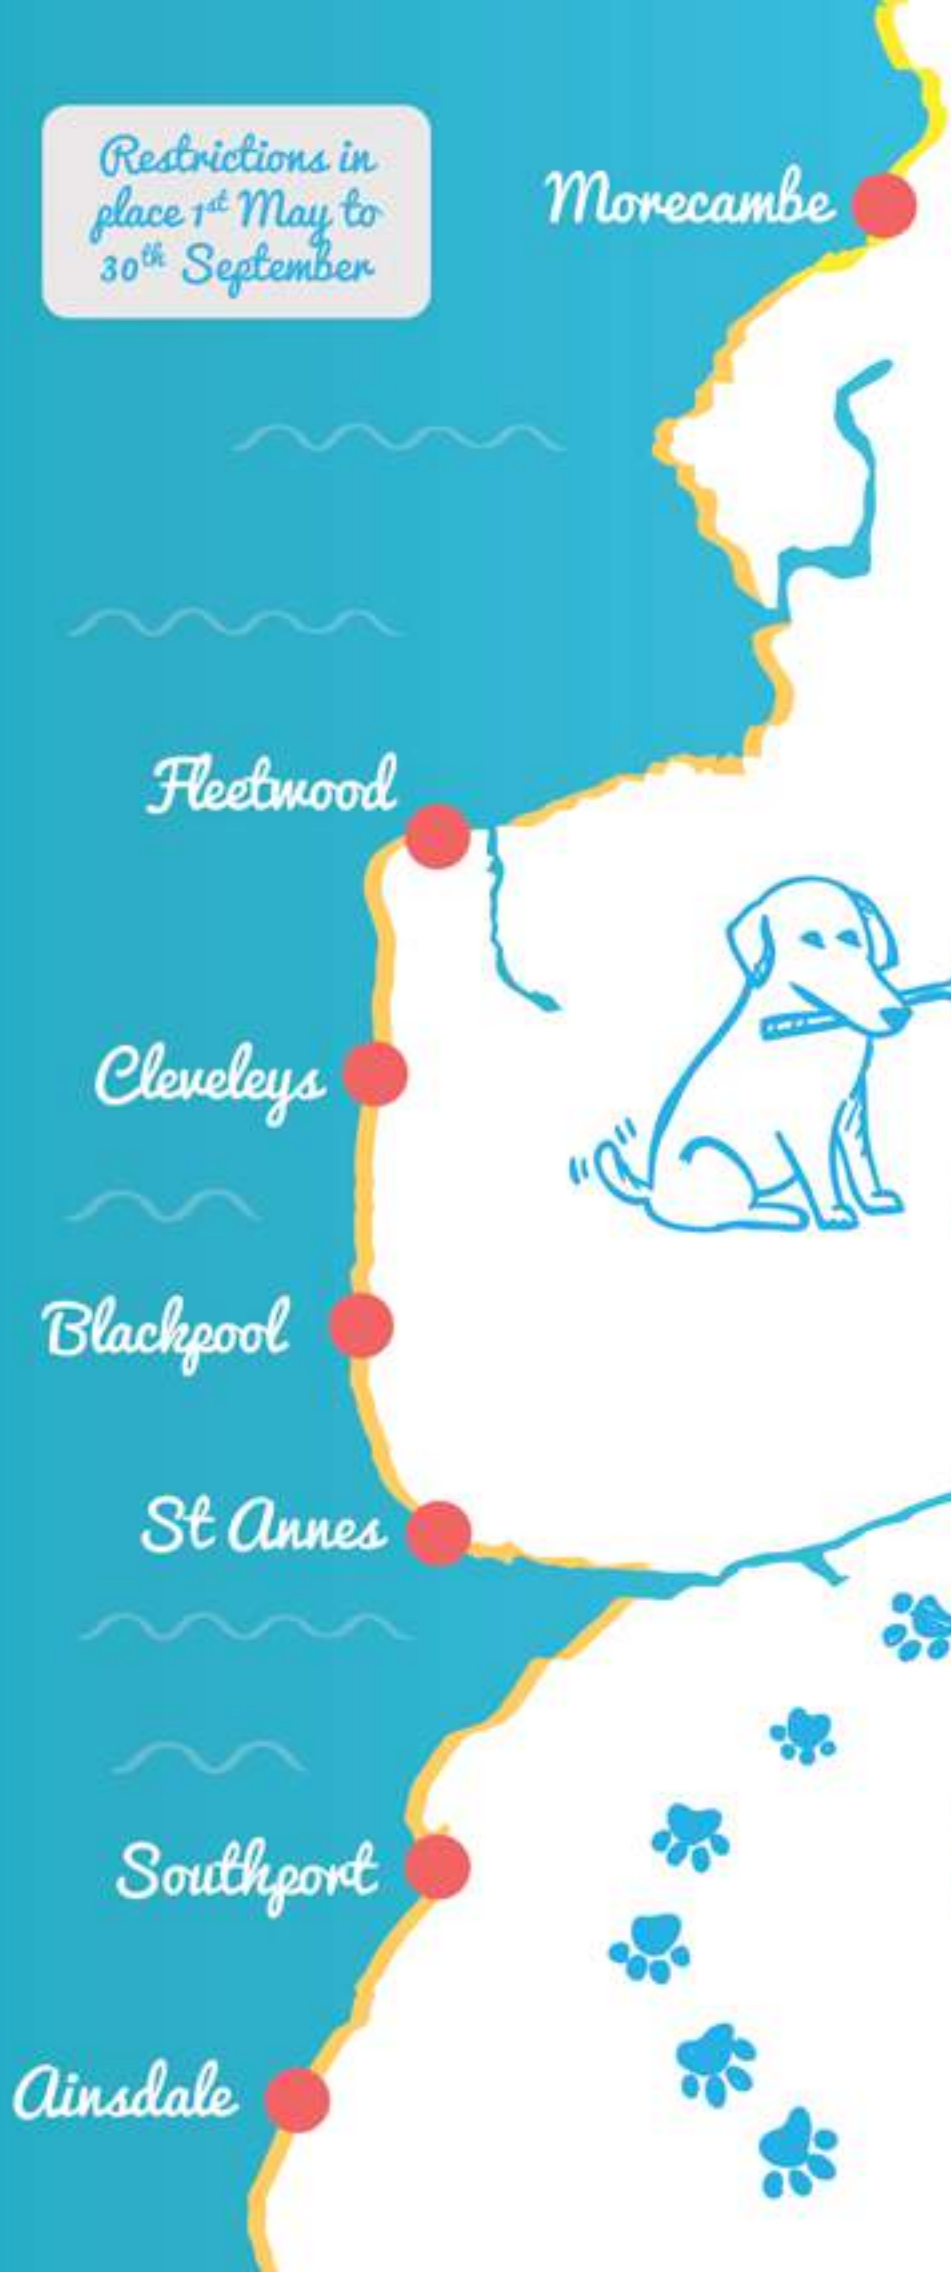 Restrictions in
place 1st May to
30th September
Morecambe
Fleetwood
Cleveleys
Blackpool
St Annes
Southport
Ainsdale